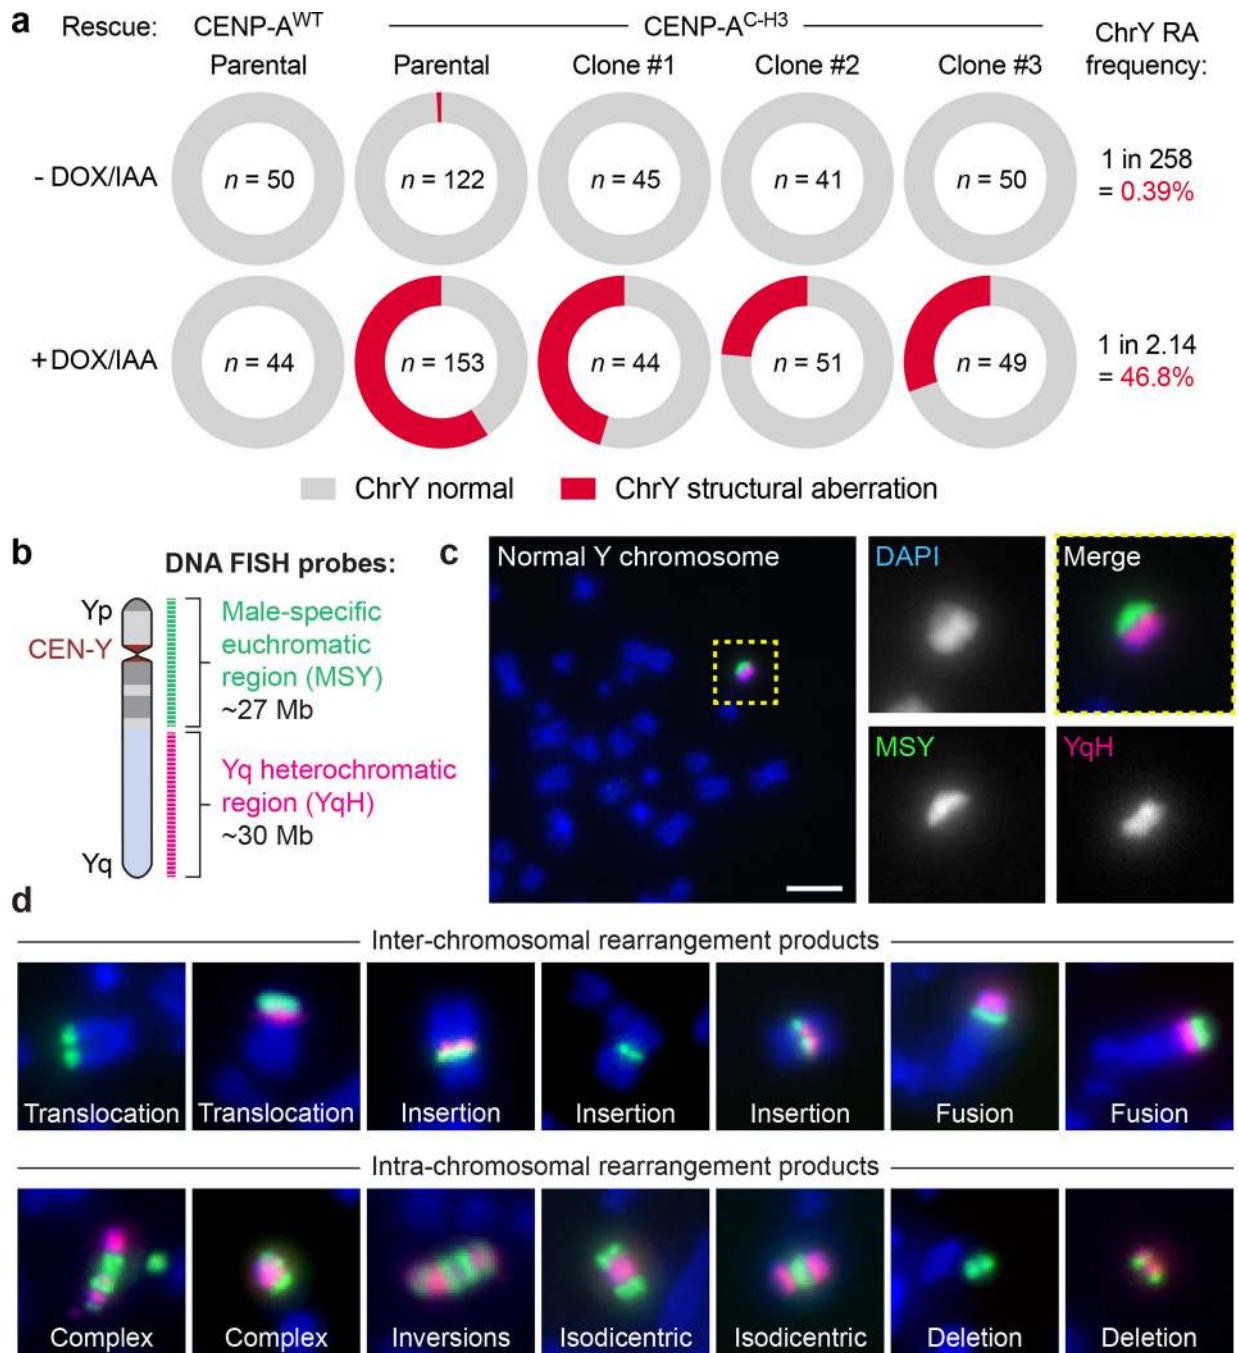 a
Rescue:
CENP-A^WT
CENP-A^C-H3
ChrY RA
frequency:
Parental
Parental
Clone #1
Clone #2
Clone #3
- DOX/IAA
n = 50
n = 122
n = 45
n = 41
n = 50
1 in 258
= 0.39%
+ DOX/IAA
n = 44
n = 153
n = 44
n = 51
n = 49
1 in 2.14
= 46.8%
ChrY normal
ChrY structural aberration
b
DNA FISH probes:
Yp
CEN-Y
Yq
Male-specific
euchromatic
region (MSY)
~27 Mb
Yq heterochromatic
region (YqH)
~30 Mb
c
Normal Y chromosome
DAPI
Merge
MSY
YqH
d
Inter-chromosomal rearrangement products
Translocation
Translocation
Insertion
Insertion
Insertion
Fusion
Fusion
Intra-chromosomal rearrangement products
Complex
Complex
Inversions
Isodicentric
Isodicentric
Deletion
Deletion